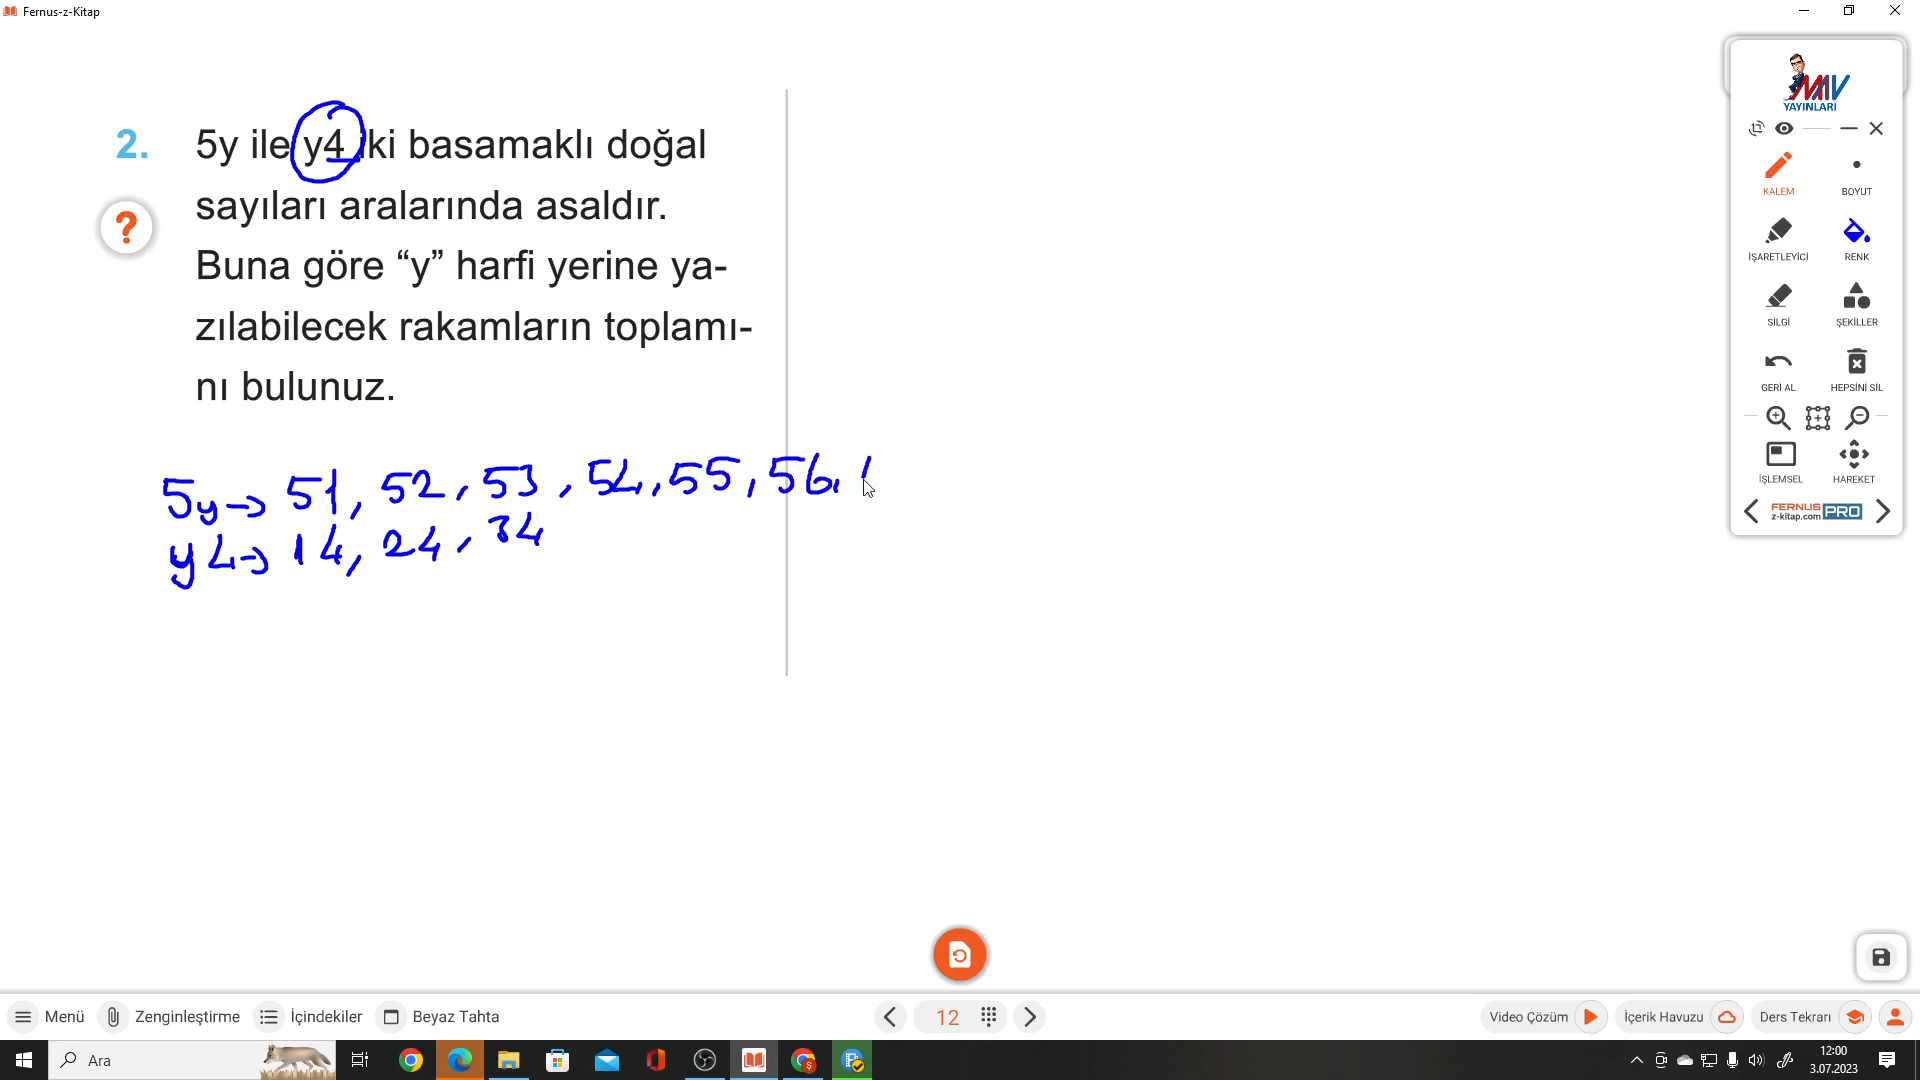 Fernus-z-Kitap
2. 5y ile y4 iki basamaklı doğal
sayıları aralarında asaldır.
Buna göre “y” harfi yerine ya-
zılabilecek rakamların toplamı-
nı bulunuz.
5y→ 51, 52, 53, 54, 55, 56,
y4→ 14, 24, 34
MV
YAYINLARI
KALEM BOYUT
İŞARETLEYİCİ RENK
SİLGİ ŞEKİLLER
GERİ AL HEPSİNİ SİL
İŞLEMSEL HAREKET
FERNUS
z-kitap.com PRO
Menü Zenginleştirme İçindekiler Beyaz Tahta 12 Video Çözüm İçerik Havuzu Ders Tekrarı
Ara
12:00
3.07.2023